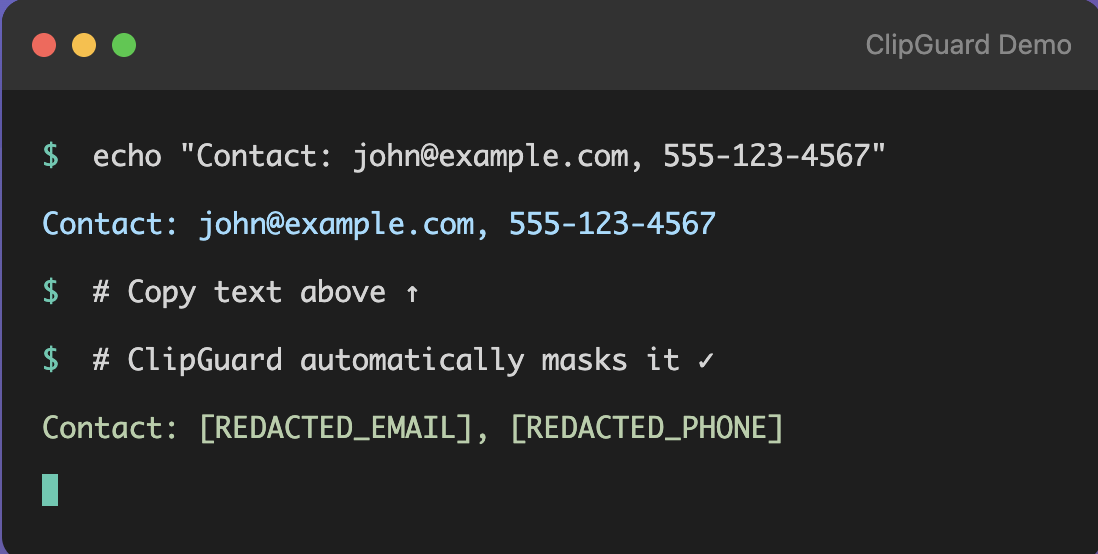 ClipGuard Demo
$ echo "Contact: john@example.com, 555-123-4567"
Contact: john@example.com, 555-123-4567
$ # Copy text above ↑
$ # ClipGuard automatically masks it ✓
Contact: [REDACTED_EMAIL], [REDACTED_PHONE]